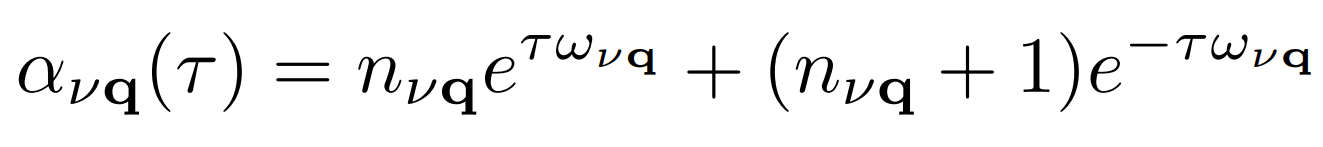 α_{ν𝐪}(τ) = n_{ν𝐪}e^{τω_{ν𝐪}} + (n_{ν𝐪} + 1)e^{−τω_{ν𝐪}}